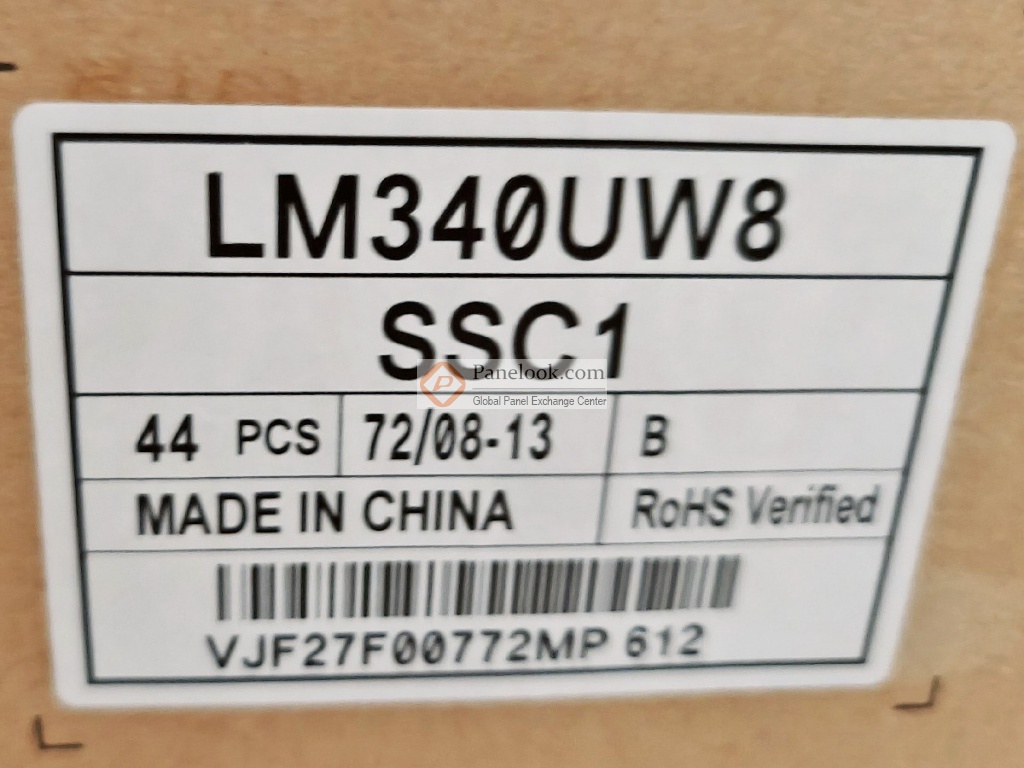 LM340UW8
SSC1
Panelook.com
Global Panel Exchange Center
44 PCS 72/08-13 B
MADE IN CHINA RoHS Verified
VJF27F00772MP 612